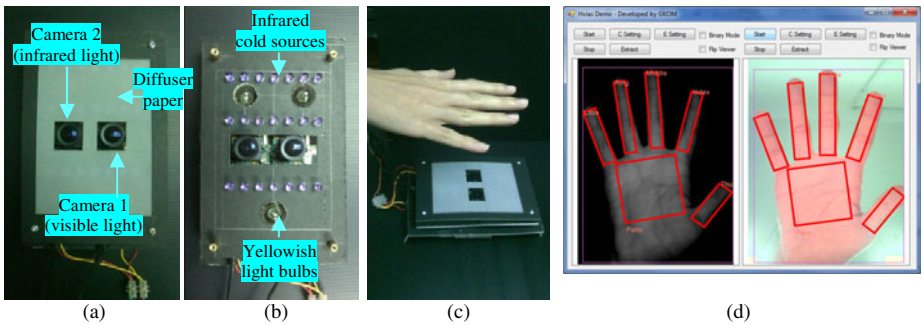 Camera 2
(infrared light)
Diffuser
paper
Camera 1
(visible light)
(a)
Infrared
cold sources
Yellowish
light bulbs
(b)
(c)
Hvias Demo - Developed by GKDIM
Start C Setting E Setting Binary Mode
Stop Extract Flip Viewer
Start C Setting E Setting Binary Mode
Stop Extract Flip Viewer
Palm
(d)